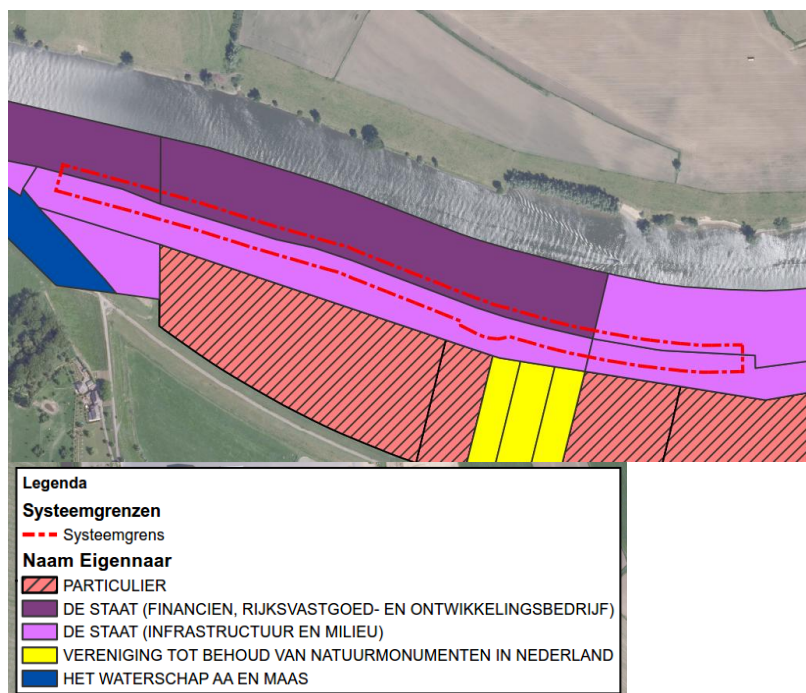 Legenda
Systeemgrenzen
Systeemgrens
Naam Eigennaar
PARTICULIER
DE STAAT (FINANCIEN, RIJKSVASTGOED- EN ONTWIKKELINGSBEDRIJF)
DE STAAT (INFRASTRUCTUUR EN MILIEU)
VERENIGING TOT BEHOUD VAN NATUURMONUMENTEN IN NEDERLAND
HET WATERSCHAP AA EN MAAS